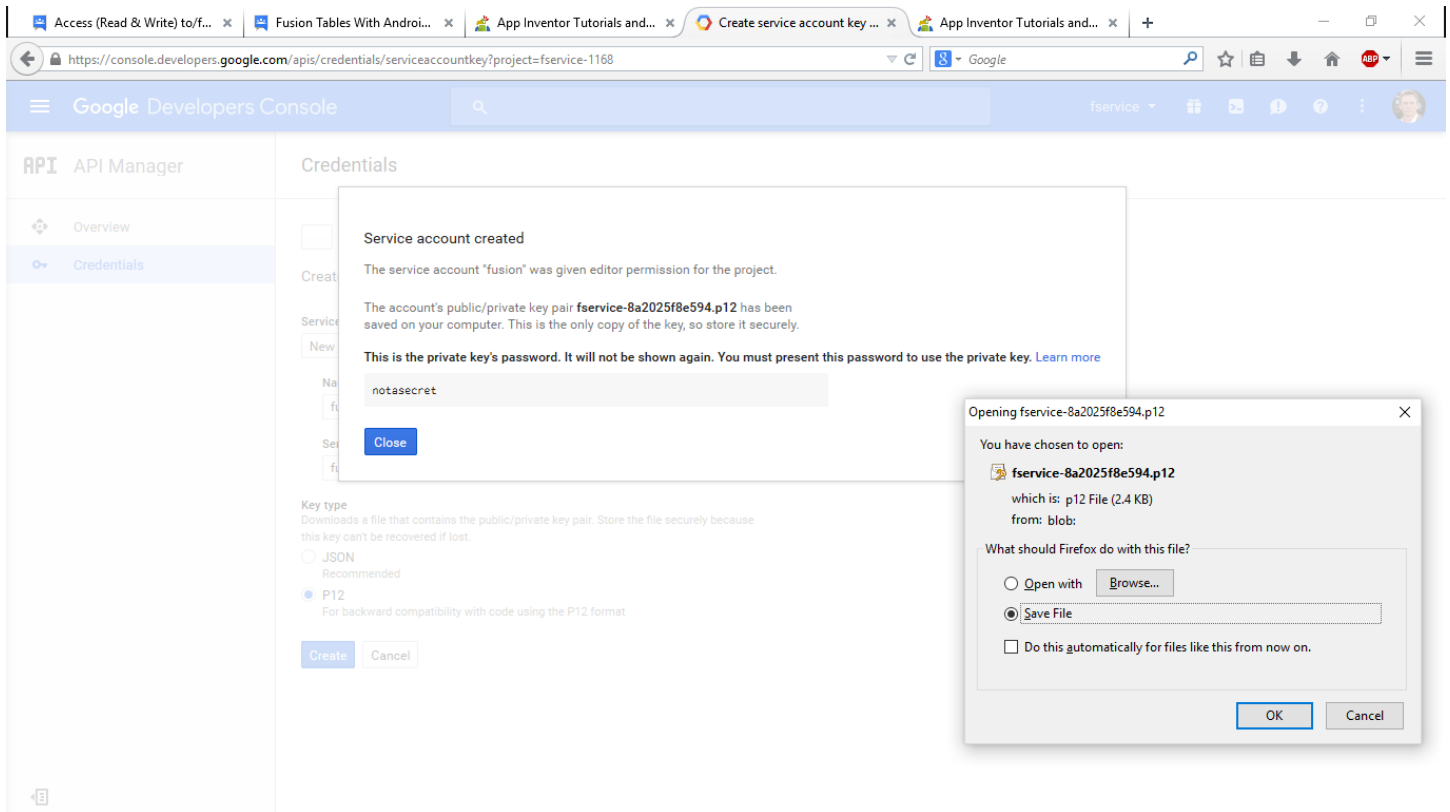 Access (Read & Write) to/f...
Fusion Tables With Androi...
App Inventor Tutorials and...
Create service account key ...
App Inventor Tutorials and...
https://console.developers.google.com/apis/credentials/serviceaccountkey?project=fservice-1168
8
Google
ABP
Google Developers Console
fservice
API API Manager
Credentials
Overview
Credentials
Service account created
The service account "fusion" was given editor permission for the project.
Creat
The account's public/private key pair fservice-8a2025f8e594.p12 has been
saved on your computer. This is the only copy of the key, so store it securely.
Service
New
This is the private key's password. It will not be shown again. You must present this password to use the private key. Learn more
Na
notasecret
fu
Close
Ser
fu
Key type
Downloads a file that contains the public/private key pair. Store the file securely because
this key can't be recovered if lost.
JSON
Recommended
P12
For backward compatibility with code using the P12 format
Create
Cancel
Opening fservice-8a2025f8e594.p12
You have chosen to open:
fservice-8a2025f8e594.p12
which is: p12 File (2.4 KB)
from: blob:
What should Firefox do with this file?
Open with
Browse...
Save File
Do this automatically for files like this from now on.
OK
Cancel